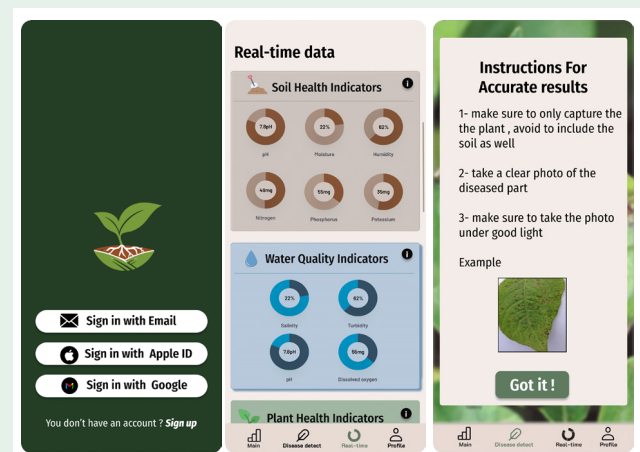 Sign in with Email
Sign in with Apple ID
Sign in with Google
You don't have an account ? Sign up
Real-time data
Soil Health Indicators
i
7.8pH
22%
62%
pH
Moisture
Humidity
45mg
55mg
35mg
Nitrogen
Phosphorus
Potassium
Water Quality Indicators
i
22%
62%
Salinity
Turbidity
7.8pH
55mg
pH
Dissolved oxygen
Plant Health Indicators
i
Main
Disease detect
Real-time
Profile
Instructions For
Accurate results
1- make sure to only capture the
the plant , avoid to include the
soil as well
2- take a clear photo of the
diseased part
3- make sure to take the photo
under good light
Example
Got it !
Main
Disease detect
Real-time
Profile